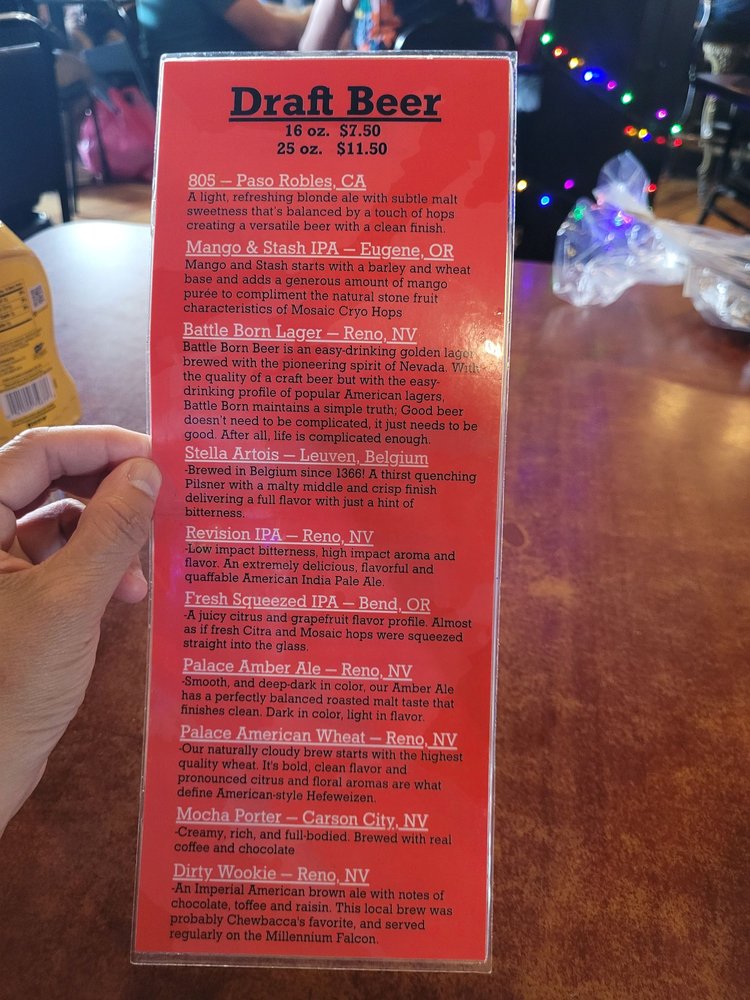 Draft Beer
16 oz. $7.50
25 oz. $11.50
805 — Paso Robles, CA
A light, refreshing blonde ale with subtle malt
sweetness that's balanced by a touch of hops
creating a versatile beer with a clean finish.
Mango & Stash IPA — Eugene, OR
Mango and Stash starts with a barley and wheat
base and adds a generous amount of mango
purée to compliment the natural stone fruit
characteristics of Mosaic Cryo Hops
Battle Born Lager — Reno, NV
Battle Born Beer is an easy-drinking golden lager
brewed with the pioneering spirit of Nevada. With
the quality of a craft beer but with the easy-
drinking profile of popular American lagers,
Battle Born maintains a simple truth; Good beer
doesn't need to be complicated, it just needs to be
good. After all, life is complicated enough.
Stella Artois — Leuven, Belgium
-Brewed in Belgium since 1366! A thirst quenching
Pilsner with a malty middle and crisp finish
delivering a full flavor with just a hint of
bitterness.
Revision IPA — Reno, NV
-Low impact bitterness, high impact aroma and
flavor. An extremely delicious, flavorful and
quaffable American India Pale Ale.
Fresh Squeezed IPA — Bend, OR
-A juicy citrus and grapefruit flavor profile. Almost
as if fresh Citra and Mosaic hops were squeezed
straight into the glass.
Palace Amber Ale — Reno, NV
-Smooth, and deep-dark in color, our Amber Ale
has a perfectly balanced roasted malt taste that
finishes clean. Dark in color, light in flavor.
Palace American Wheat — Reno, NV
-Our naturally cloudy brew starts with the highest
quality wheat. It's bold, clean flavor and
pronounced citrus and floral aromas are what
define American-style Hefeweizen.
Mocha Porter — Carson City, NV
-Creamy, rich, and full-bodied. Brewed with real
coffee and chocolate
Dirty Wookie — Reno, NV
-An Imperial American brown ale with notes of
chocolate, toffee and raisin. This local brew was
probably Chewbacca's favorite, and served
regularly on the Millennium Falcon.